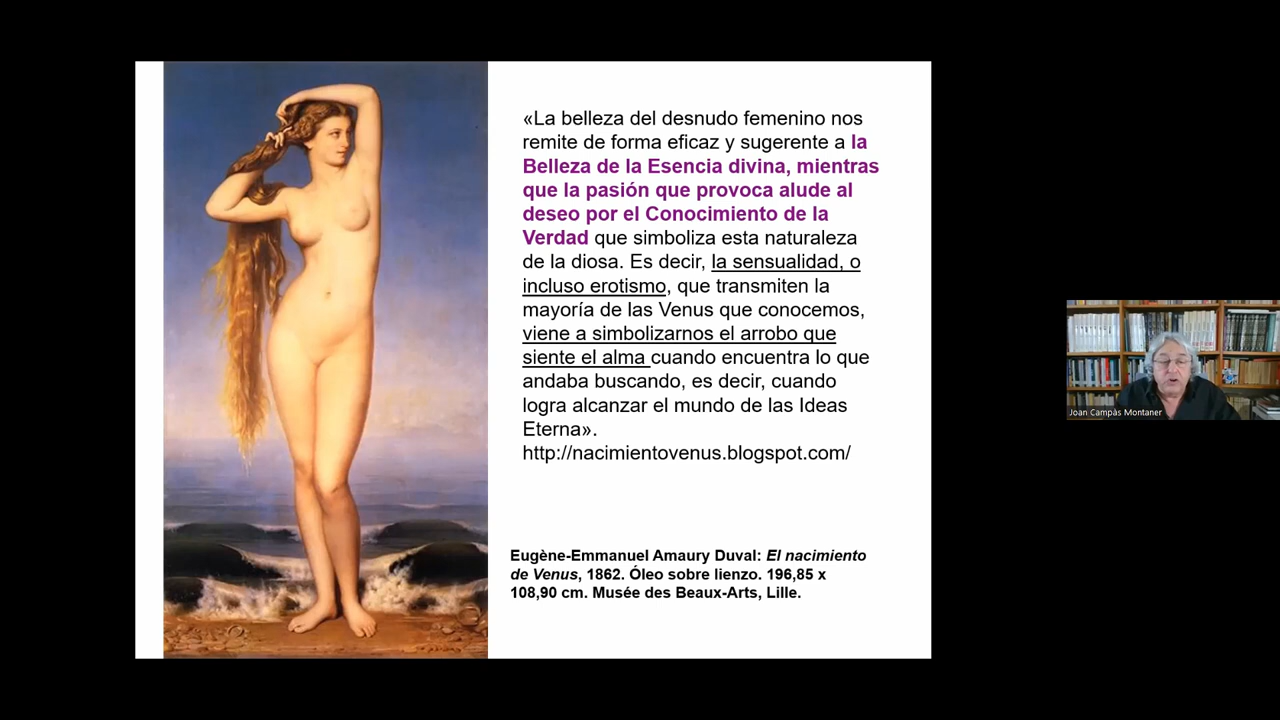 «La belleza del desnudo femenino nos
remite de forma eficaz y sugerente a la
Belleza de la Esencia divina, mientras
que la pasión que provoca alude al
deseo por el Conocimiento de la
Verdad que simboliza esta naturaleza
de la diosa. Es decir, la sensualidad, o
incluso erotismo, que transmiten la
mayoría de las Venus que conocemos,
viene a simbolizarnos el arrobo que
siente el alma cuando encuentra lo que
andaba buscando, es decir, cuando
logra alcanzar el mundo de las Ideas
Eterna».
http://nacimientovenus.blogspot.com/
Eugène-Emmanuel Amaury Duval: El nacimiento
de Venus, 1862. Óleo sobre lienzo. 196,85 x
108,90 cm. Musée des Beaux-Arts, Lille.
Joan Campàs Montaner